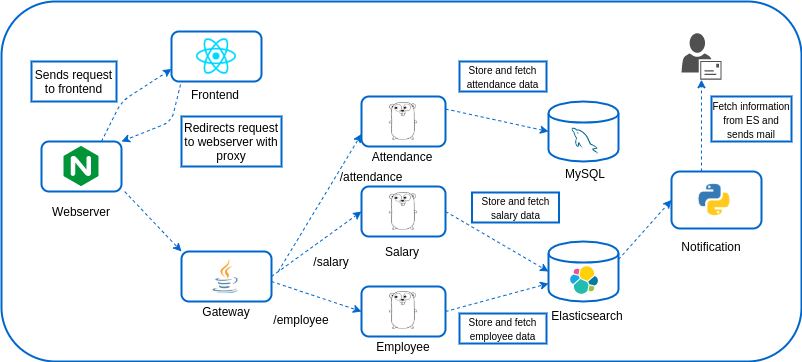 Sends request
to frontend
Frontend
Redirects request
to webserver with
proxy
Webserver
Gateway
/attendance
/salary
/employee
Attendance
Salary
Employee
Store and fetch
attendance data
Store and fetch
salary data
Store and fetch
employee data
MySQL
Elasticsearch
Fetch information
from ES and
sends mail
Notification